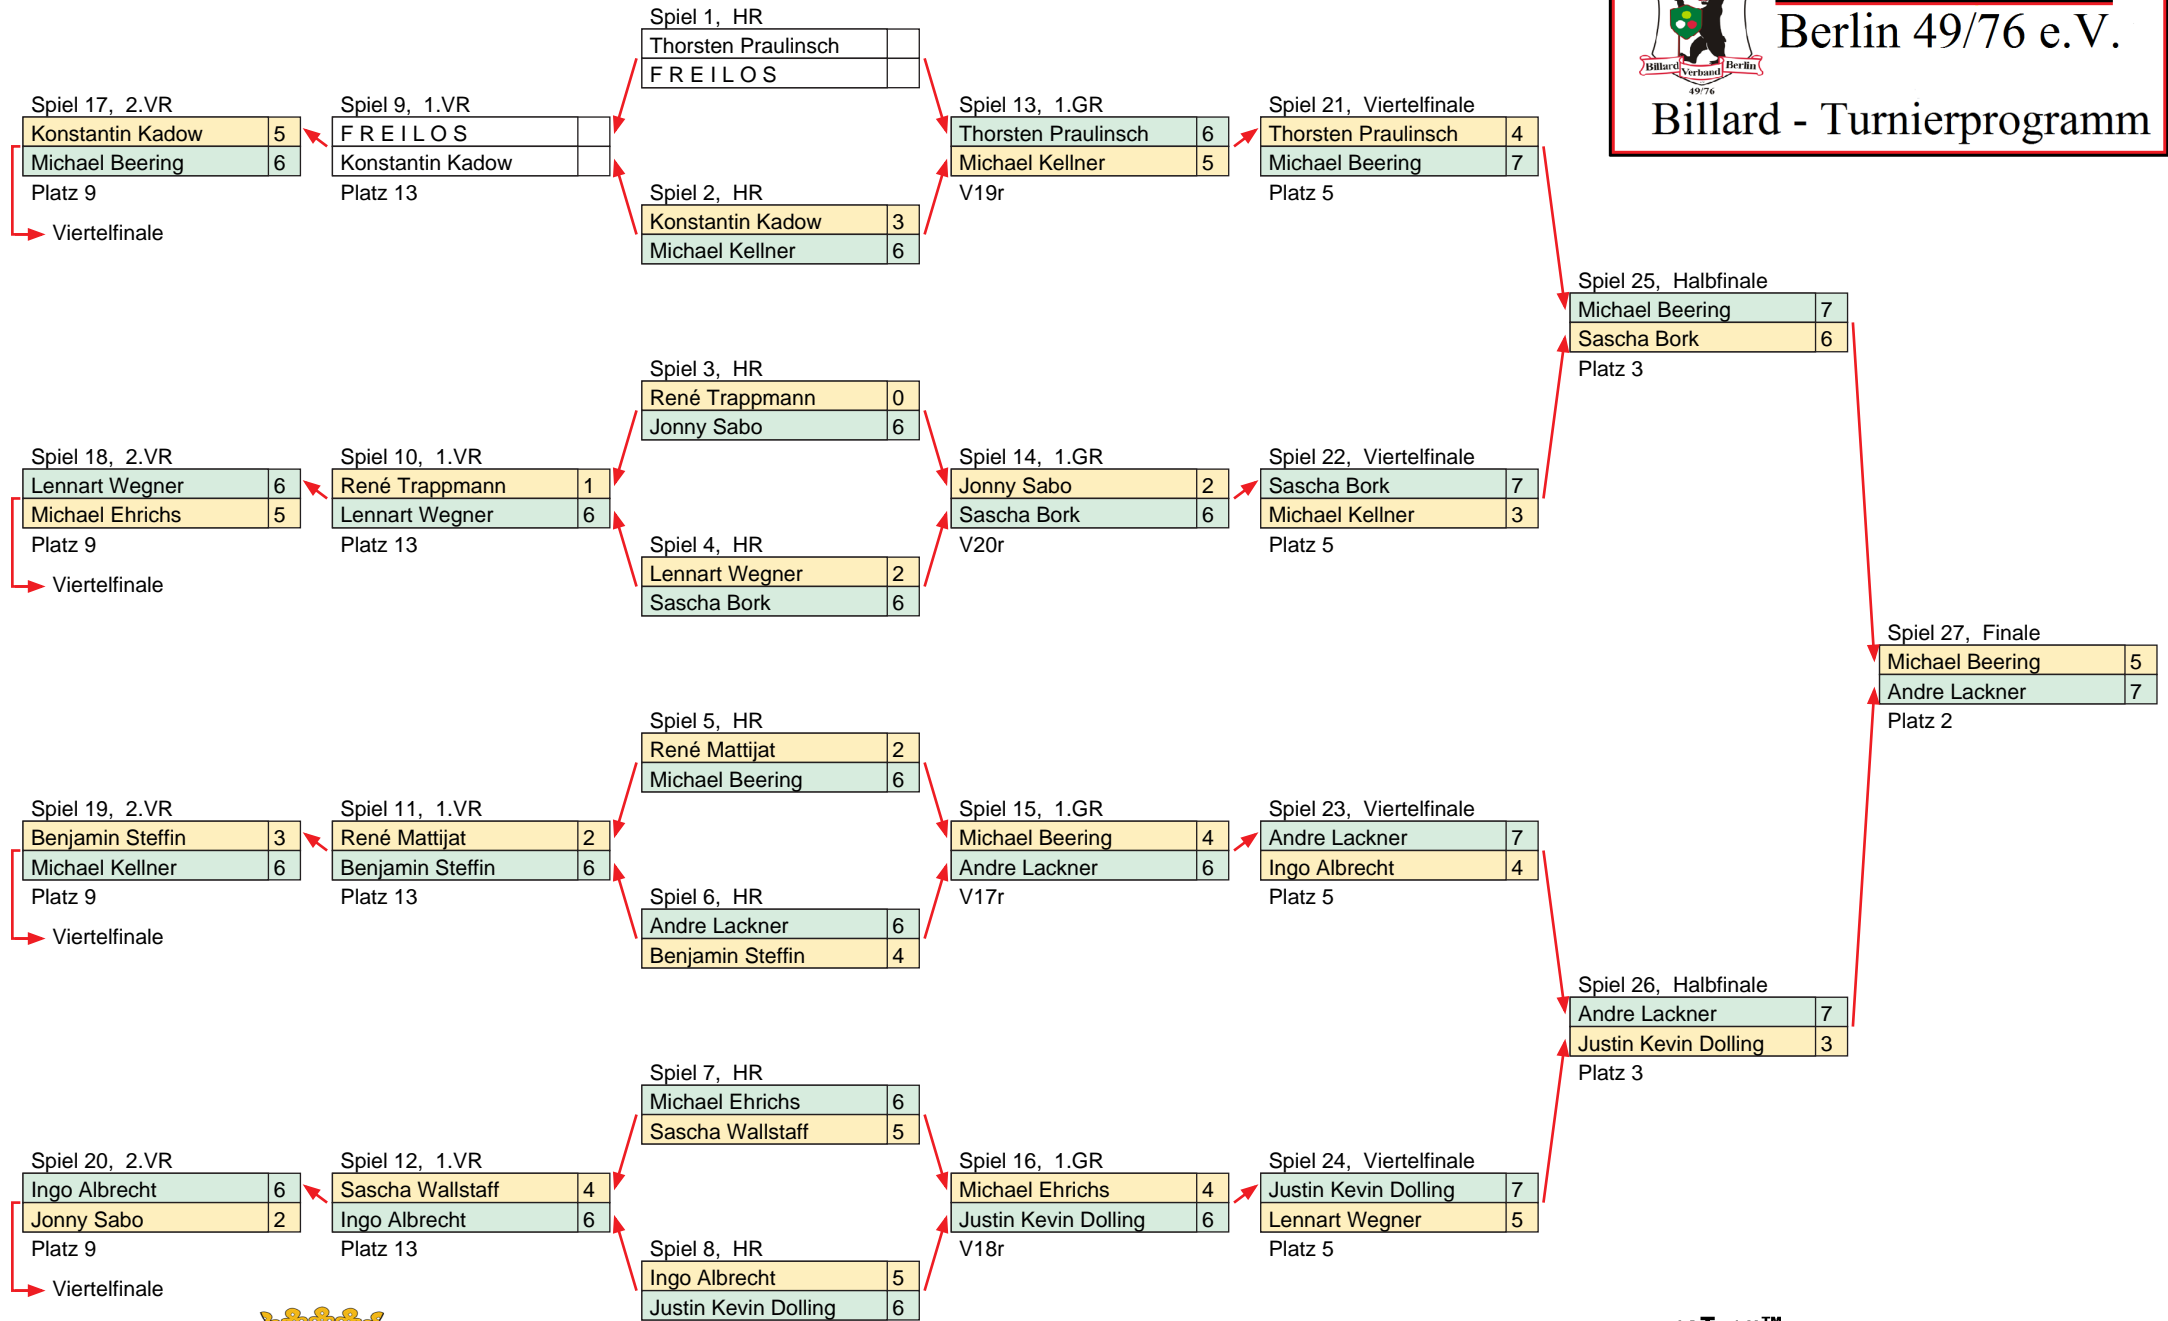 Berlin 49/76 e.V.
Billard Verband Berlin
49/76
Billard - Turnierprogramm
Spiel 17, 2.VR
Konstantin Kadow 5
Michael Beering 6
Platz 9
Viertelfinale
Spiel 18, 2.VR
Lennart Wegner 6
Michael Ehrichs 5
Platz 9
Viertelfinale
Spiel 19, 2.VR
Benjamin Steffin 3
Michael Kellner 6
Platz 9
Viertelfinale
Spiel 20, 2.VR
Ingo Albrecht 6
Jonny Sabo 2
Platz 9
Viertelfinale
Spiel 9, 1.VR
F R E I L O S
Konstantin Kadow
Platz 13
Spiel 10, 1.VR
René Trappmann 1
Lennart Wegner 6
Platz 13
Spiel 11, 1.VR
René Mattijat 2
Benjamin Steffin 6
Platz 13
Spiel 12, 1.VR
Sascha Wallstaff 4
Ingo Albrecht 6
Platz 13
Spiel 1, HR
Thorsten Praulinsch
F R E I L O S
Spiel 2, HR
Konstantin Kadow 3
Michael Kellner 6
Spiel 3, HR
René Trappmann 0
Jonny Sabo 6
Spiel 4, HR
Lennart Wegner 2
Sascha Bork 6
Spiel 5, HR
René Mattijat 2
Michael Beering 6
Spiel 6, HR
Andre Lackner 6
Benjamin Steffin 4
Spiel 7, HR
Michael Ehrichs 6
Sascha Wallstaff 5
Spiel 8, HR
Ingo Albrecht 5
Justin Kevin Dolling 6
Spiel 13, 1.GR
Thorsten Praulinsch 6
Michael Kellner 5
V19r
Spiel 14, 1.GR
Jonny Sabo 2
Sascha Bork 6
V20r
Spiel 15, 1.GR
Michael Beering 4
Andre Lackner 6
V17r
Spiel 16, 1.GR
Michael Ehrichs 4
Justin Kevin Dolling 6
V18r
Spiel 21, Viertelfinale
Thorsten Praulinsch 4
Michael Beering 7
Platz 5
Spiel 22, Viertelfinale
Sascha Bork 7
Michael Kellner 3
Platz 5
Spiel 23, Viertelfinale
Andre Lackner 7
Ingo Albrecht 4
Platz 5
Spiel 24, Viertelfinale
Justin Kevin Dolling 7
Lennart Wegner 5
Platz 5
Spiel 25, Halbfinale
Michael Beering 7
Sascha Bork 6
Platz 3
Spiel 26, Halbfinale
Andre Lackner 7
Justin Kevin Dolling 3
Platz 3
Spiel 27, Finale
Michael Beering 5
Andre Lackner 7
Platz 2